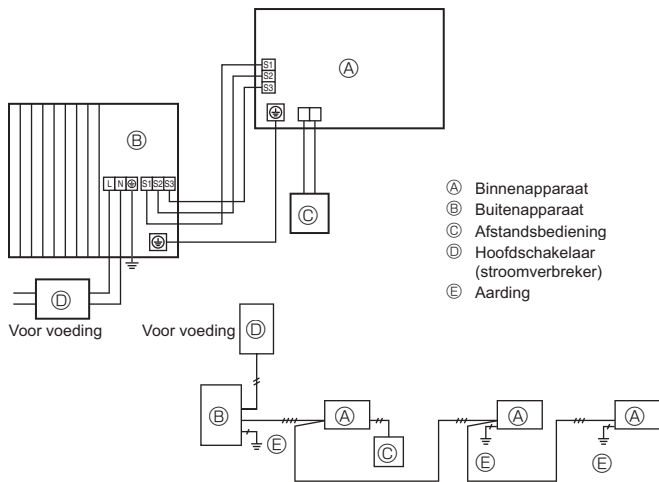 S1
S2
S3
Ⓐ
Ⓑ
L N S1 S2 S3
Ⓒ
Ⓓ
Voor voeding
Ⓐ Binnenapparaat
Ⓑ Buitenapparaat
Ⓒ Afstandsbediening
Ⓓ Hoofdschakelaar
(stroomverbreker)
Ⓔ Aarding
Voor voeding Ⓓ
Ⓑ Ⓐ Ⓐ Ⓐ
Ⓔ Ⓒ Ⓔ Ⓔ